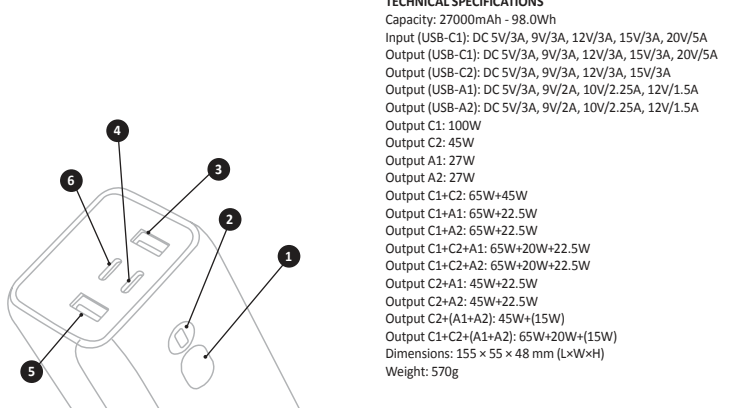 TECHNICAL SPECIFICATIONS
Capacity: 27000mAh - 98.0Wh
Input (USB-C1): DC 5V/3A, 9V/3A, 12V/3A, 15V/3A, 20V/5A
Output (USB-C1): DC 5V/3A, 9V/3A, 12V/3A, 15V/3A, 20V/5A
Output (USB-C2): DC 5V/3A, 9V/3A, 12V/3A, 15V/3A
Output (USB-A1): DC 5V/3A, 9V/2A, 10V/2.25A, 12V/1.5A
Output (USB-A2): DC 5V/3A, 9V/2A, 10V/2.25A, 12V/1.5A
Output C1: 100W
Output C2: 45W
Output A1: 27W
Output A2: 27W
Output C1+C2: 65W+45W
Output C1+A1: 65W+22.5W
Output C1+A2: 65W+22.5W
Output C1+C2+A1: 65W+20W+22.5W
Output C1+C2+A2: 65W+20W+22.5W
Output C2+A1: 45W+22.5W
Output C2+A2: 45W+22.5W
Output C2+(A1+A2): 45W+(15W)
Output C1+C2+(A1+A2): 65W+20W+(15W)
Dimensions: 155 × 55 × 48 mm (L×W×H)
Weight: 570g
4
3
6
2
1
5